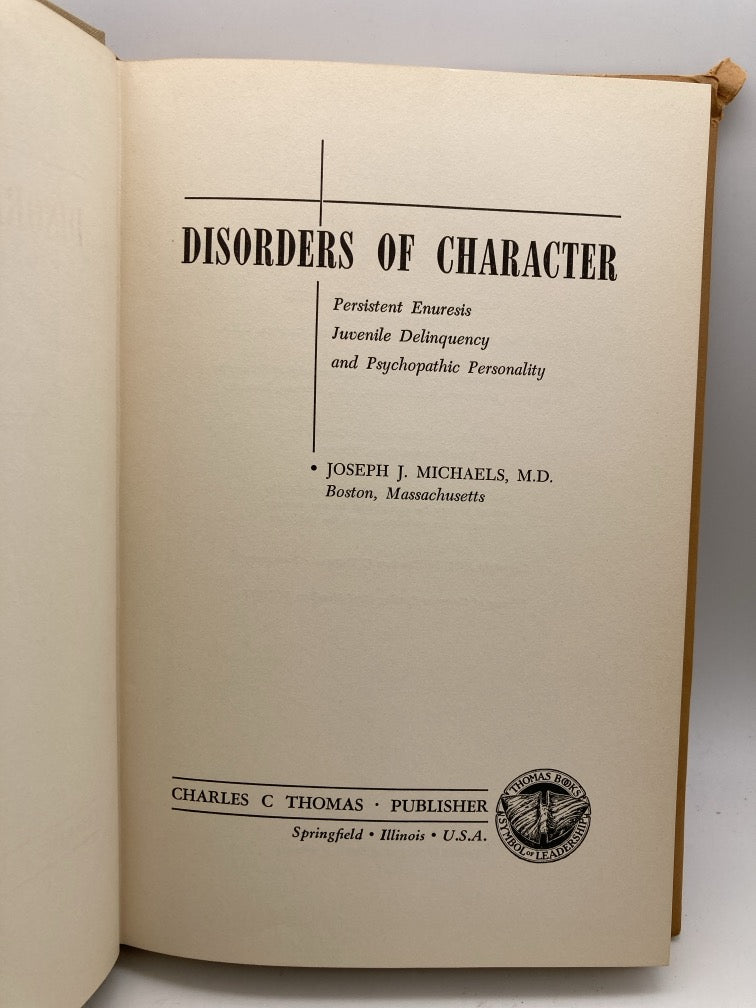 DISORDERS OF CHARACTER
Persistent Enuresis
Juvenile Delinquency
and Psychopathic Personality
• JOSEPH J. MICHAELS, M.D.
Boston, Massachusetts
CHARLES C THOMAS · PUBLISHER
Springfield • Illinois • U.S.A.
THOMAS BOOKS
SYMBOL OF LEADERSHIP